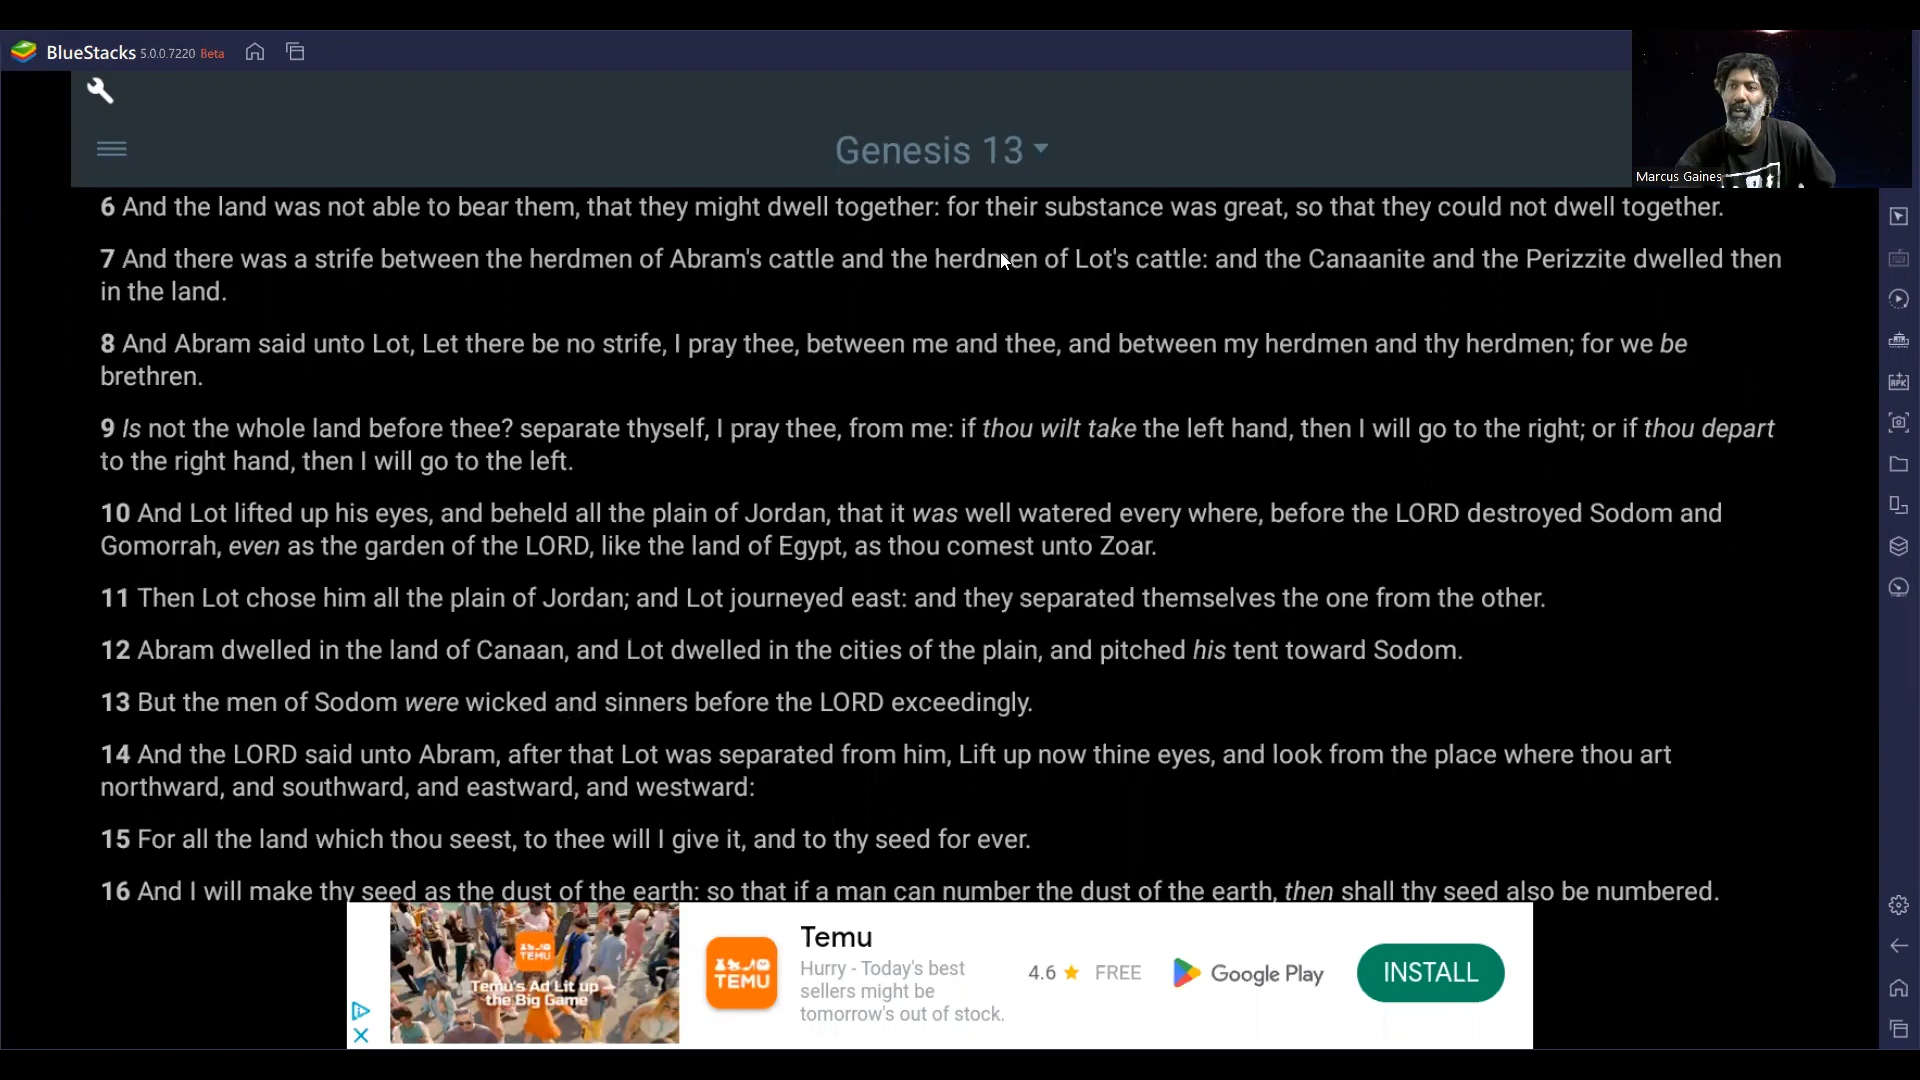 BlueStacks 5.0.0.7220 Beta
Marcus Gaines
Genesis 13
6 And the land was not able to bear them, that they might dwell together: for their substance was great, so that they could not dwell together.
7 And there was a strife between the herdmen of Abram's cattle and the herdmen of Lot's cattle: and the Canaanite and the Perizzite dwelled then
in the land.
8 And Abram said unto Lot, Let there be no strife, I pray thee, between me and thee, and between my herdmen and thy herdmen; for we be
brethren.
9 Is not the whole land before thee? separate thyself, I pray thee, from me: if thou wilt take the left hand, then I will go to the right; or if thou depart
to the right hand, then I will go to the left.
10 And Lot lifted up his eyes, and beheld all the plain of Jordan, that it was well watered every where, before the LORD destroyed Sodom and
Gomorrah, even as the garden of the LORD, like the land of Egypt, as thou comest unto Zoar.
11 Then Lot chose him all the plain of Jordan; and Lot journeyed east: and they separated themselves the one from the other.
12 Abram dwelled in the land of Canaan, and Lot dwelled in the cities of the plain, and pitched his tent toward Sodom.
13 But the men of Sodom were wicked and sinners before the LORD exceedingly.
14 And the LORD said unto Abram, after that Lot was separated from him, Lift up now thine eyes, and look from the place where thou art
northward, and southward, and eastward, and westward:
15 For all the land which thou seest, to thee will I give it, and to thy seed for ever.
16 And I will make thy seed as the dust of the earth: so that if a man can number the dust of the earth, then shall thy seed also be numbered.
TEMU
Temu's Ad Lit up
the Big Game
TEMU
Temu
Hurry - Today's best
sellers might be
tomorrow's out of stock.
4.6 ★ FREE
Google Play
INSTALL